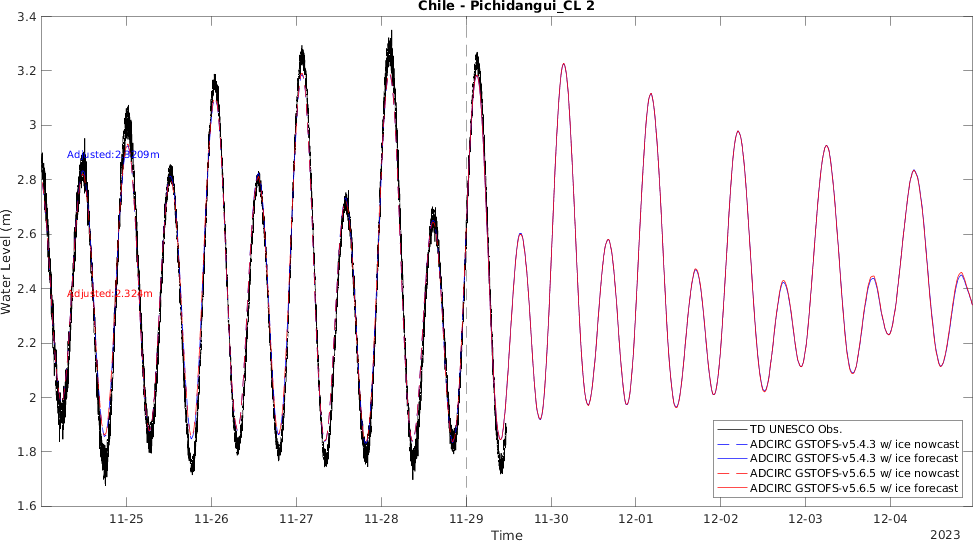 Chile - Pichidangui_CL 2
3.4
3.2
3
2.8
2.6
2.4
2.2
2
1.8
1.6
Water Level (m)
Adjusted:2.3209m
Adjusted:2.324m
TD UNESCO Obs.
ADCIRC GSTOFS-v5.4.3 w/ ice nowcast
ADCIRC GSTOFS-v5.4.3 w/ ice forecast
ADCIRC GSTOFS-v5.6.5 w/ ice nowcast
ADCIRC GSTOFS-v5.6.5 w/ ice forecast
11-25 11-26 11-27 11-28 11-29 11-30 12-01 12-02 12-03 12-04
Time
2023